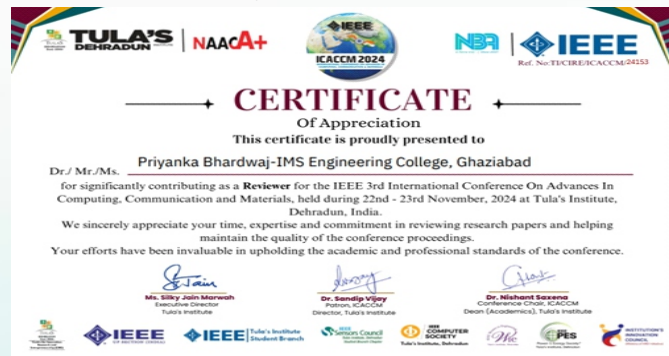 TULA'S
DEHRADUN
NAAC A+
IEEE
ICACCM 2024
NBA
IEEE
Ref. No:TI/CIRE/ICACCM/24153
CERTIFICATE
Of Appreciation
This certificate is proudly presented to
Dr./ Mr./Ms. Priyanka Bhardwaj-IMS Engineering College, Ghaziabad
for significantly contributing as a Reviewer for the IEEE 3rd International Conference On Advances In
Computing, Communication and Materials, held during 22nd - 23rd November, 2024 at Tula's Institute,
Dehradun, India.
We sincerely appreciate your time, expertise and commitment in reviewing research papers and helping
maintain the quality of the conference proceedings.
Your efforts have been invaluable in upholding the academic and professional standards of the conference.
Ms. Silky Jain Marwah
Executive Director
Tula's Institute
Dr. Sandip Vijay
Patron, ICACCM
Director, Tula's Institute
Dr. Nishant Saxena
Conference Chair, ICACCM
Dean (Academics), Tula's Institute
IEEE
IEEE
Tula's Institute
Student Branch
IEEE
Sensors Council
IEEE
COMPUTER
SOCIETY
Tula's Institute, Dehradun
WIE
PES
INSTITUTION'S
INNOVATION
COUNCIL